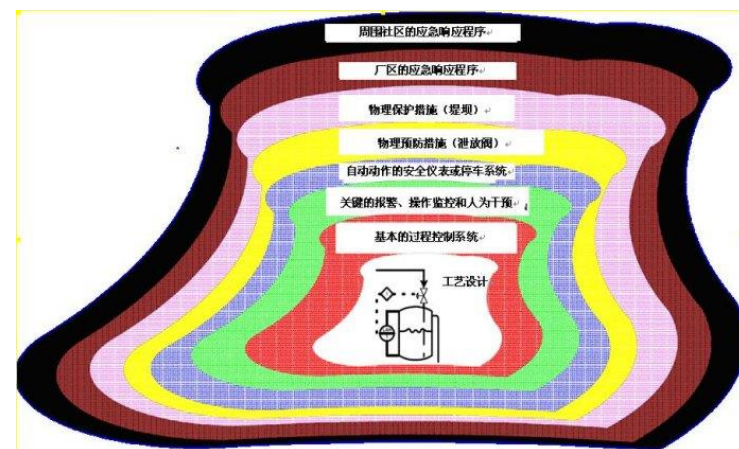 周围社区的应急响应程序
厂区的应急响应程序
物理保护措施（堤坝）
物理预防措施（泄放阀）
自动动作的安全仪表或停车系统
关键的报警、操作监控和人为干预
基本的过程控制系统
工艺设计